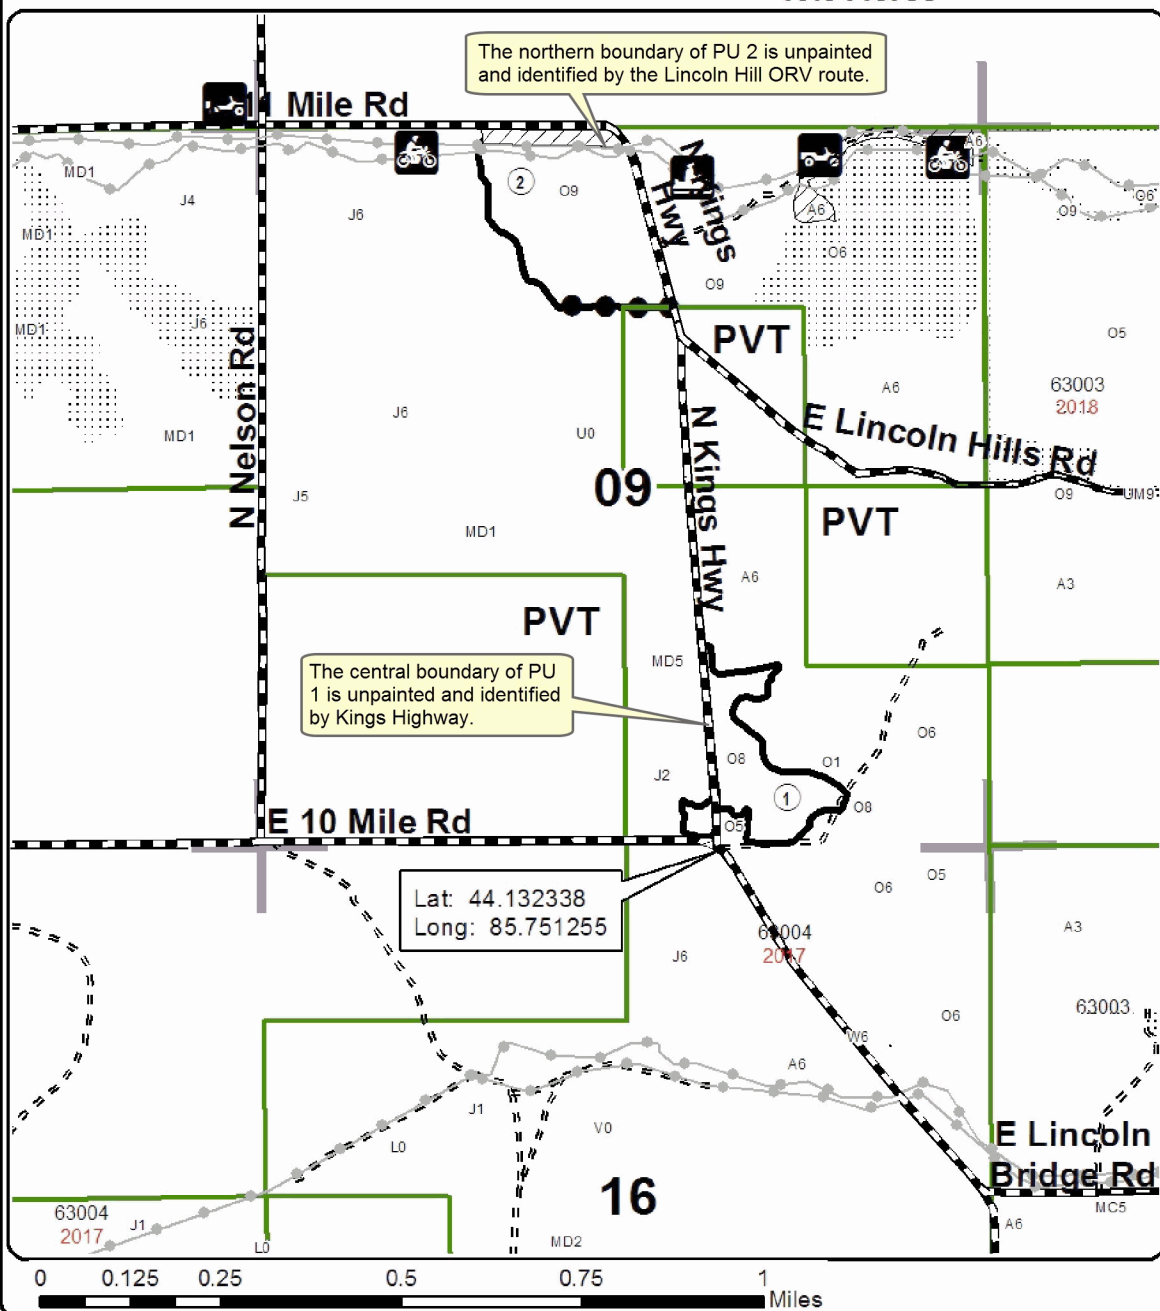 The northern boundary of PU 2 is unpainted
and identified by the Lincoln Hill ORV route.
Mile Rd
N Kings
Hwy
MD1
J4
J6
2
O9
A6
A6
O9
O6
MD1
O6
O9
MD1
J6
PVT
O5
N Nelson Rd
J6
A6
63003
2018
MD1
U0
N Kings Hwy
E Lincoln Hills Rd
09
J5
O9
UM9
MD1
PVT
A6
A3
PVT
The central boundary of PU
1 is unpainted and identified
by Kings Highway.
MD5
O6
O8
O1
J2
1
O8
E 10 Mile Rd
O5
Lat: 44.132338
Long: 85.751255
O6
O5
A3
63004
2017
J6
63003
O6
W6
A6
J1
V0
L0
E Lincoln
Bridge Rd
16
63004
2017
J1
MC5
A6
L0
MD2
0
0.125
0.25
0.5
0.75
1
Miles